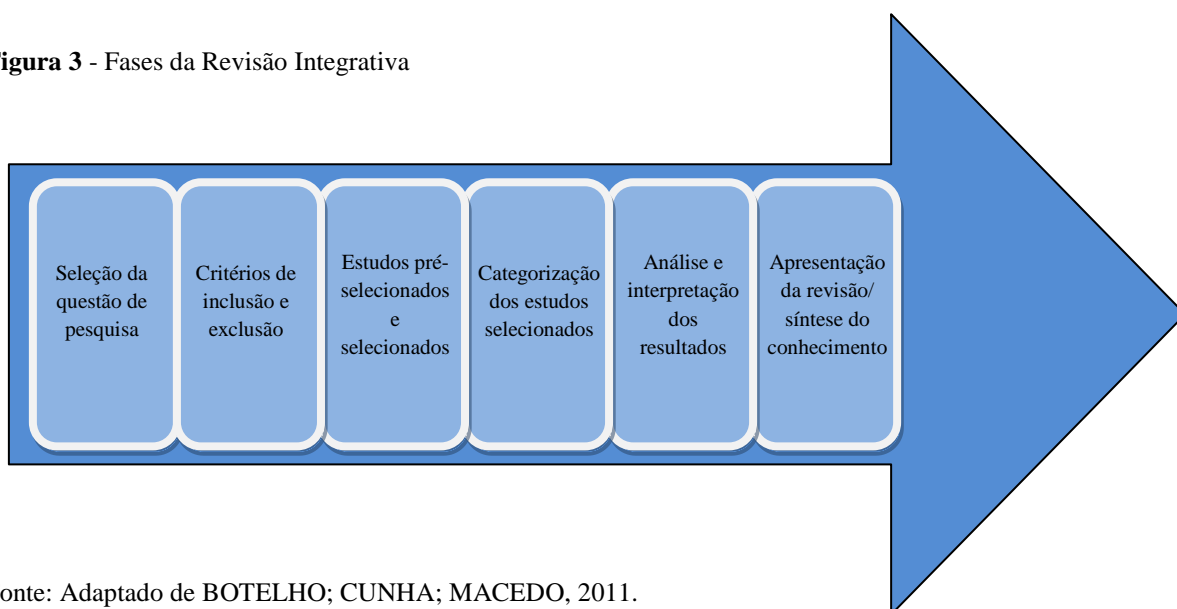 igura 3 - Fases da Revisão Integrativa
Seleção da
questão de
pesquisa
Critérios de
inclusão e
exclusão
Estudos pré-
selecionados
e
selecionados
Categorização
dos estudos
selecionados
Análise e
interpretação
dos
resultados
Apresentação
da revisão/
síntese do
conhecimento
onte: Adaptado de BOTELHO; CUNHA; MACEDO, 2011.